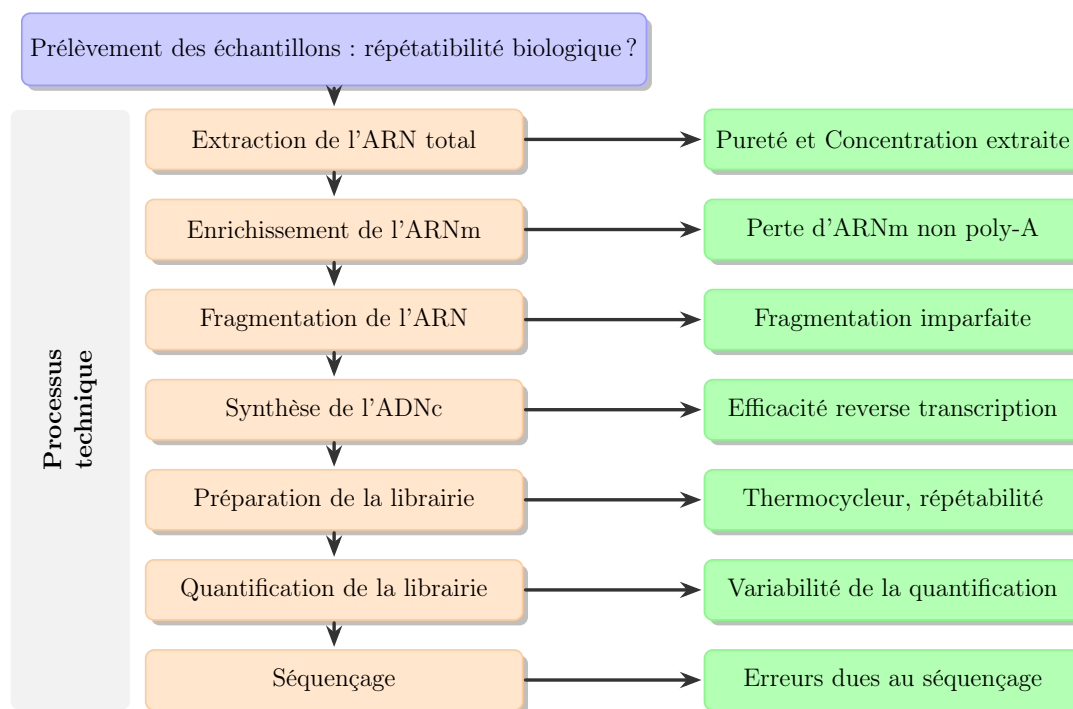 Prélèvement des échantillons : répétatibilité biologique ?
Extraction de l'ARN total
Pureté et Concentration extraite
Enrichissement de l'ARNm
Perte d'ARNm non poly-A
Fragmentation de l'ARN
Fragmentation imparfaite
Processus
technique
Synthèse de l'ADNc
Efficacité reverse transcription
Préparation de la librairie
Thermocycleur, répétabilité
Quantification de la librairie
Variabilité de la quantification
Séquençage
Erreurs dues au séquençage